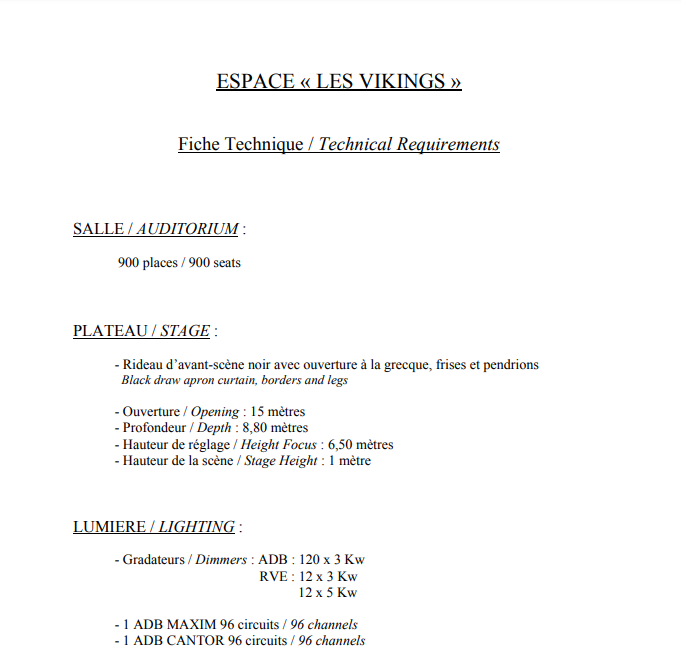 ESPACE « LES VIKINGS »
Fiche Technique / Technical Requirements
SALLE / AUDITORIUM :
900 places / 900 seats
PLATEAU / STAGE :
- Rideau d’avant-scène noir avec ouverture à la grecque, frises et pendrions
Black draw apron curtain, borders and legs
- Ouverture / Opening : 15 mètres
- Profondeur / Depth : 8,80 mètres
- Hauteur de réglage / Height Focus : 6,50 mètres
- Hauteur de la scène / Stage Height : 1 mètre
LUMIERE / LIGHTING :
- Gradateurs / Dimmers : ADB : 120 x 3 Kw
RVE : 12 x 3 Kw
12 x 5 Kw
- 1 ADB MAXIM 96 circuits / 96 channels
- 1 ADB CANTOR 96 circuits / 96 channels